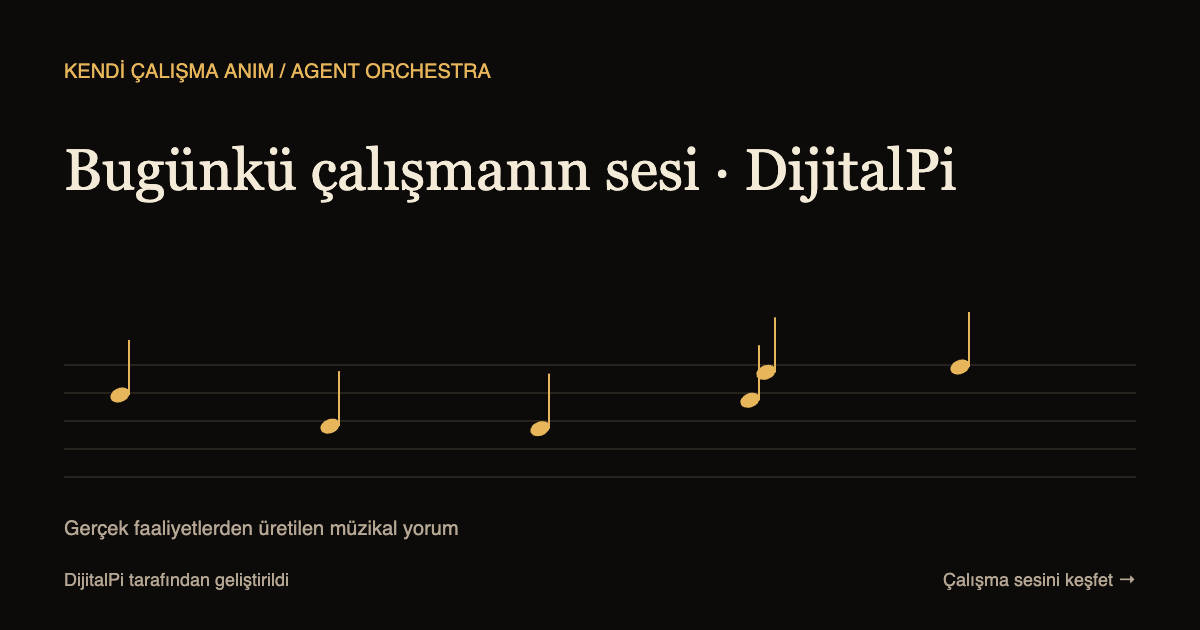 KENDİ ÇALIŞMA ANIM / AGENT ORCHESTRA
Bugünkü çalışmanın sesi · DijitalPi
Gerçek faaliyetlerden üretilen müzikal yorum
DijitalPi tarafından geliştirildi
Çalışma sesini keşfet →